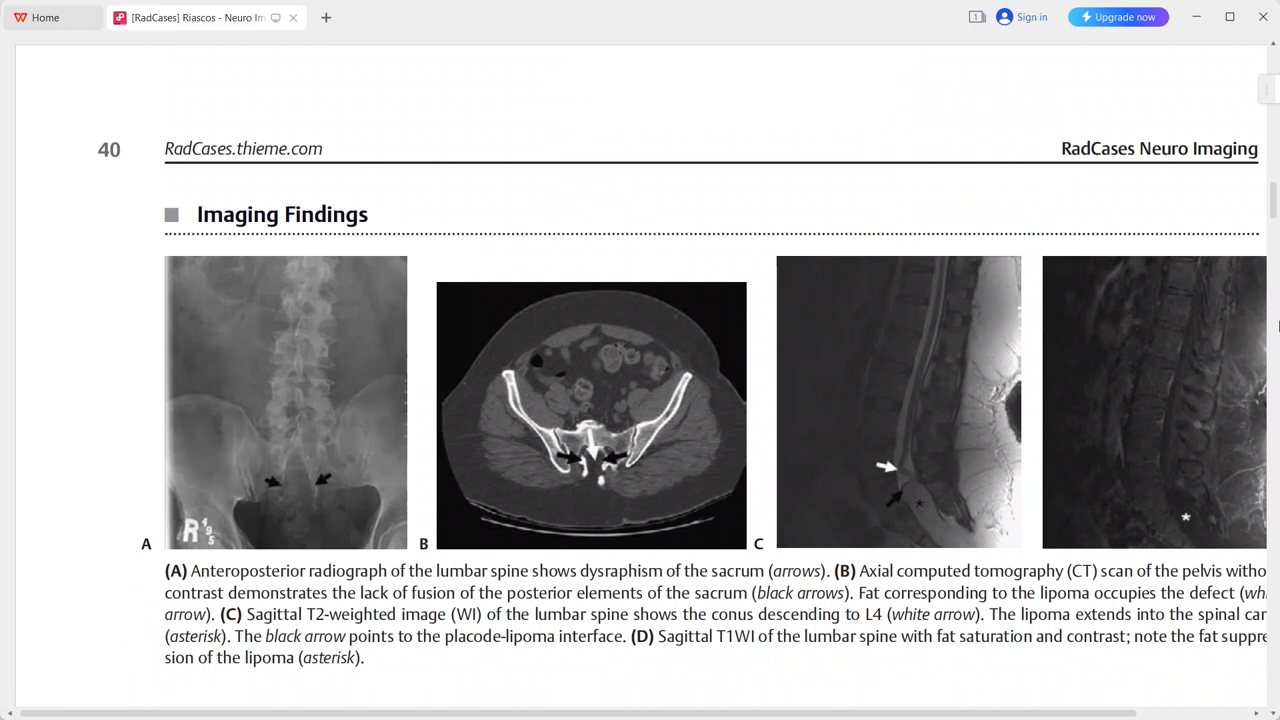 Home
[RadCases] Riascos - Neuro Im
1
Sign in
Upgrade now
40
RadCases.thieme.com
RadCases Neuro Imaging
Imaging Findings
R
A
B
C
(A) Anteroposterior radiograph of the lumbar spine shows dysraphism of the sacrum (arrows). (B) Axial computed tomography (CT) scan of the pelvis witho
contrast demonstrates the lack of fusion of the posterior elements of the sacrum (black arrows). Fat corresponding to the lipoma occupies the defect (wh
arrow). (C) Sagittal T2-weighted image (WI) of the lumbar spine shows the conus descending to L4 (white arrow). The lipoma extends into the spinal car
(asterisk). The black arrow points to the placode-lipoma interface. (D) Sagittal T1WI of the lumbar spine with fat saturation and contrast; note the fat suppre
sion of the lipoma (asterisk).